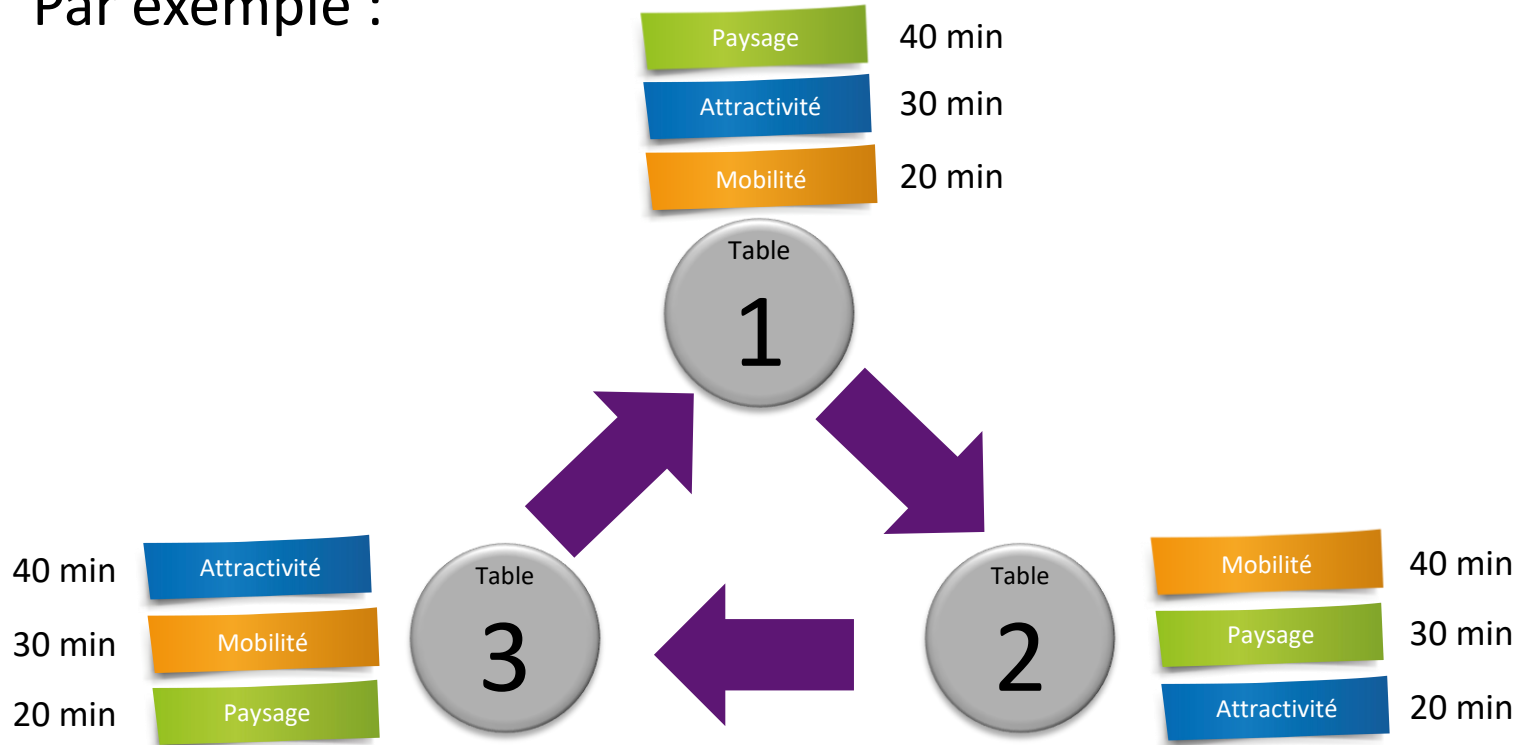 Par exemple :
Paysage 40 min
Attractivité 30 min
Mobilité 20 min
Table
1
40 min Attractivité
30 min Mobilité
20 min Paysage
Table
3
Table
2
Mobilité 40 min
Paysage 30 min
Attractivité 20 min